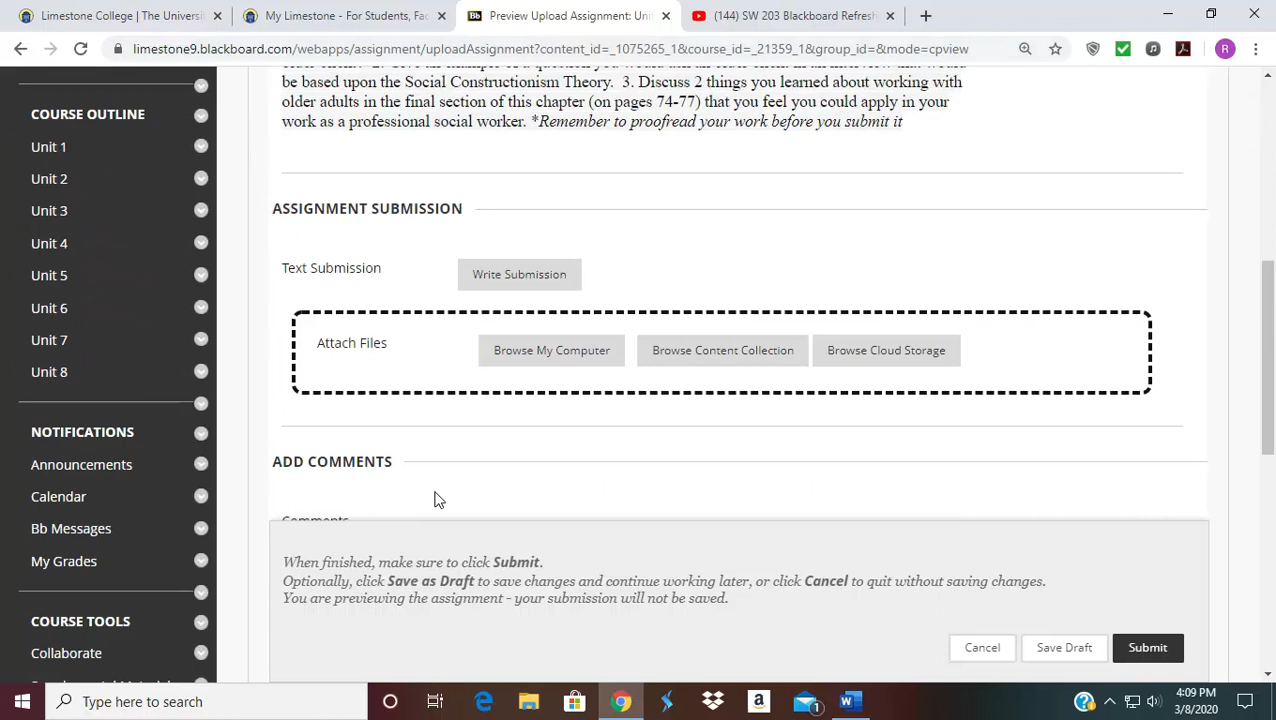 Limestone College | The Universi
My Limestone - For Students, Fac
Bb Preview Upload Assignment: Uni
(144) SW 203 Blackboard Refresh
limestone9.blackboard.com/webapps/assignment/uploadAssignment?content_id=_1075265_1&course_id=_21359_1&group_id=&mode=cpview
R
be based upon the Social Constructionism Theory. 3. Discuss 2 things you learned about working with
older adults in the final section of this chapter (on pages 74-77) that you feel you could apply in your
work as a professional social worker. *Remember to proofread your work before you submit it
COURSE OUTLINE
Unit 1
Unit 2
Unit 3
Unit 4
Unit 5
Unit 6
Unit 7
Unit 8
NOTIFICATIONS
Announcements
Calendar
Bb Messages
My Grades
COURSE TOOLS
Collaborate
ASSIGNMENT SUBMISSION
Text Submission
Write Submission
Attach Files
Browse My Computer
Browse Content Collection
Browse Cloud Storage
ADD COMMENTS
Comments
When finished, make sure to click Submit.
Optionally, click Save as Draft to save changes and continue working later, or click Cancel to quit without saving changes.
You are previewing the assignment - your submission will not be saved.
Cancel
Save Draft
Submit
Type here to search
a
1
4:09 PM
3/8/2020